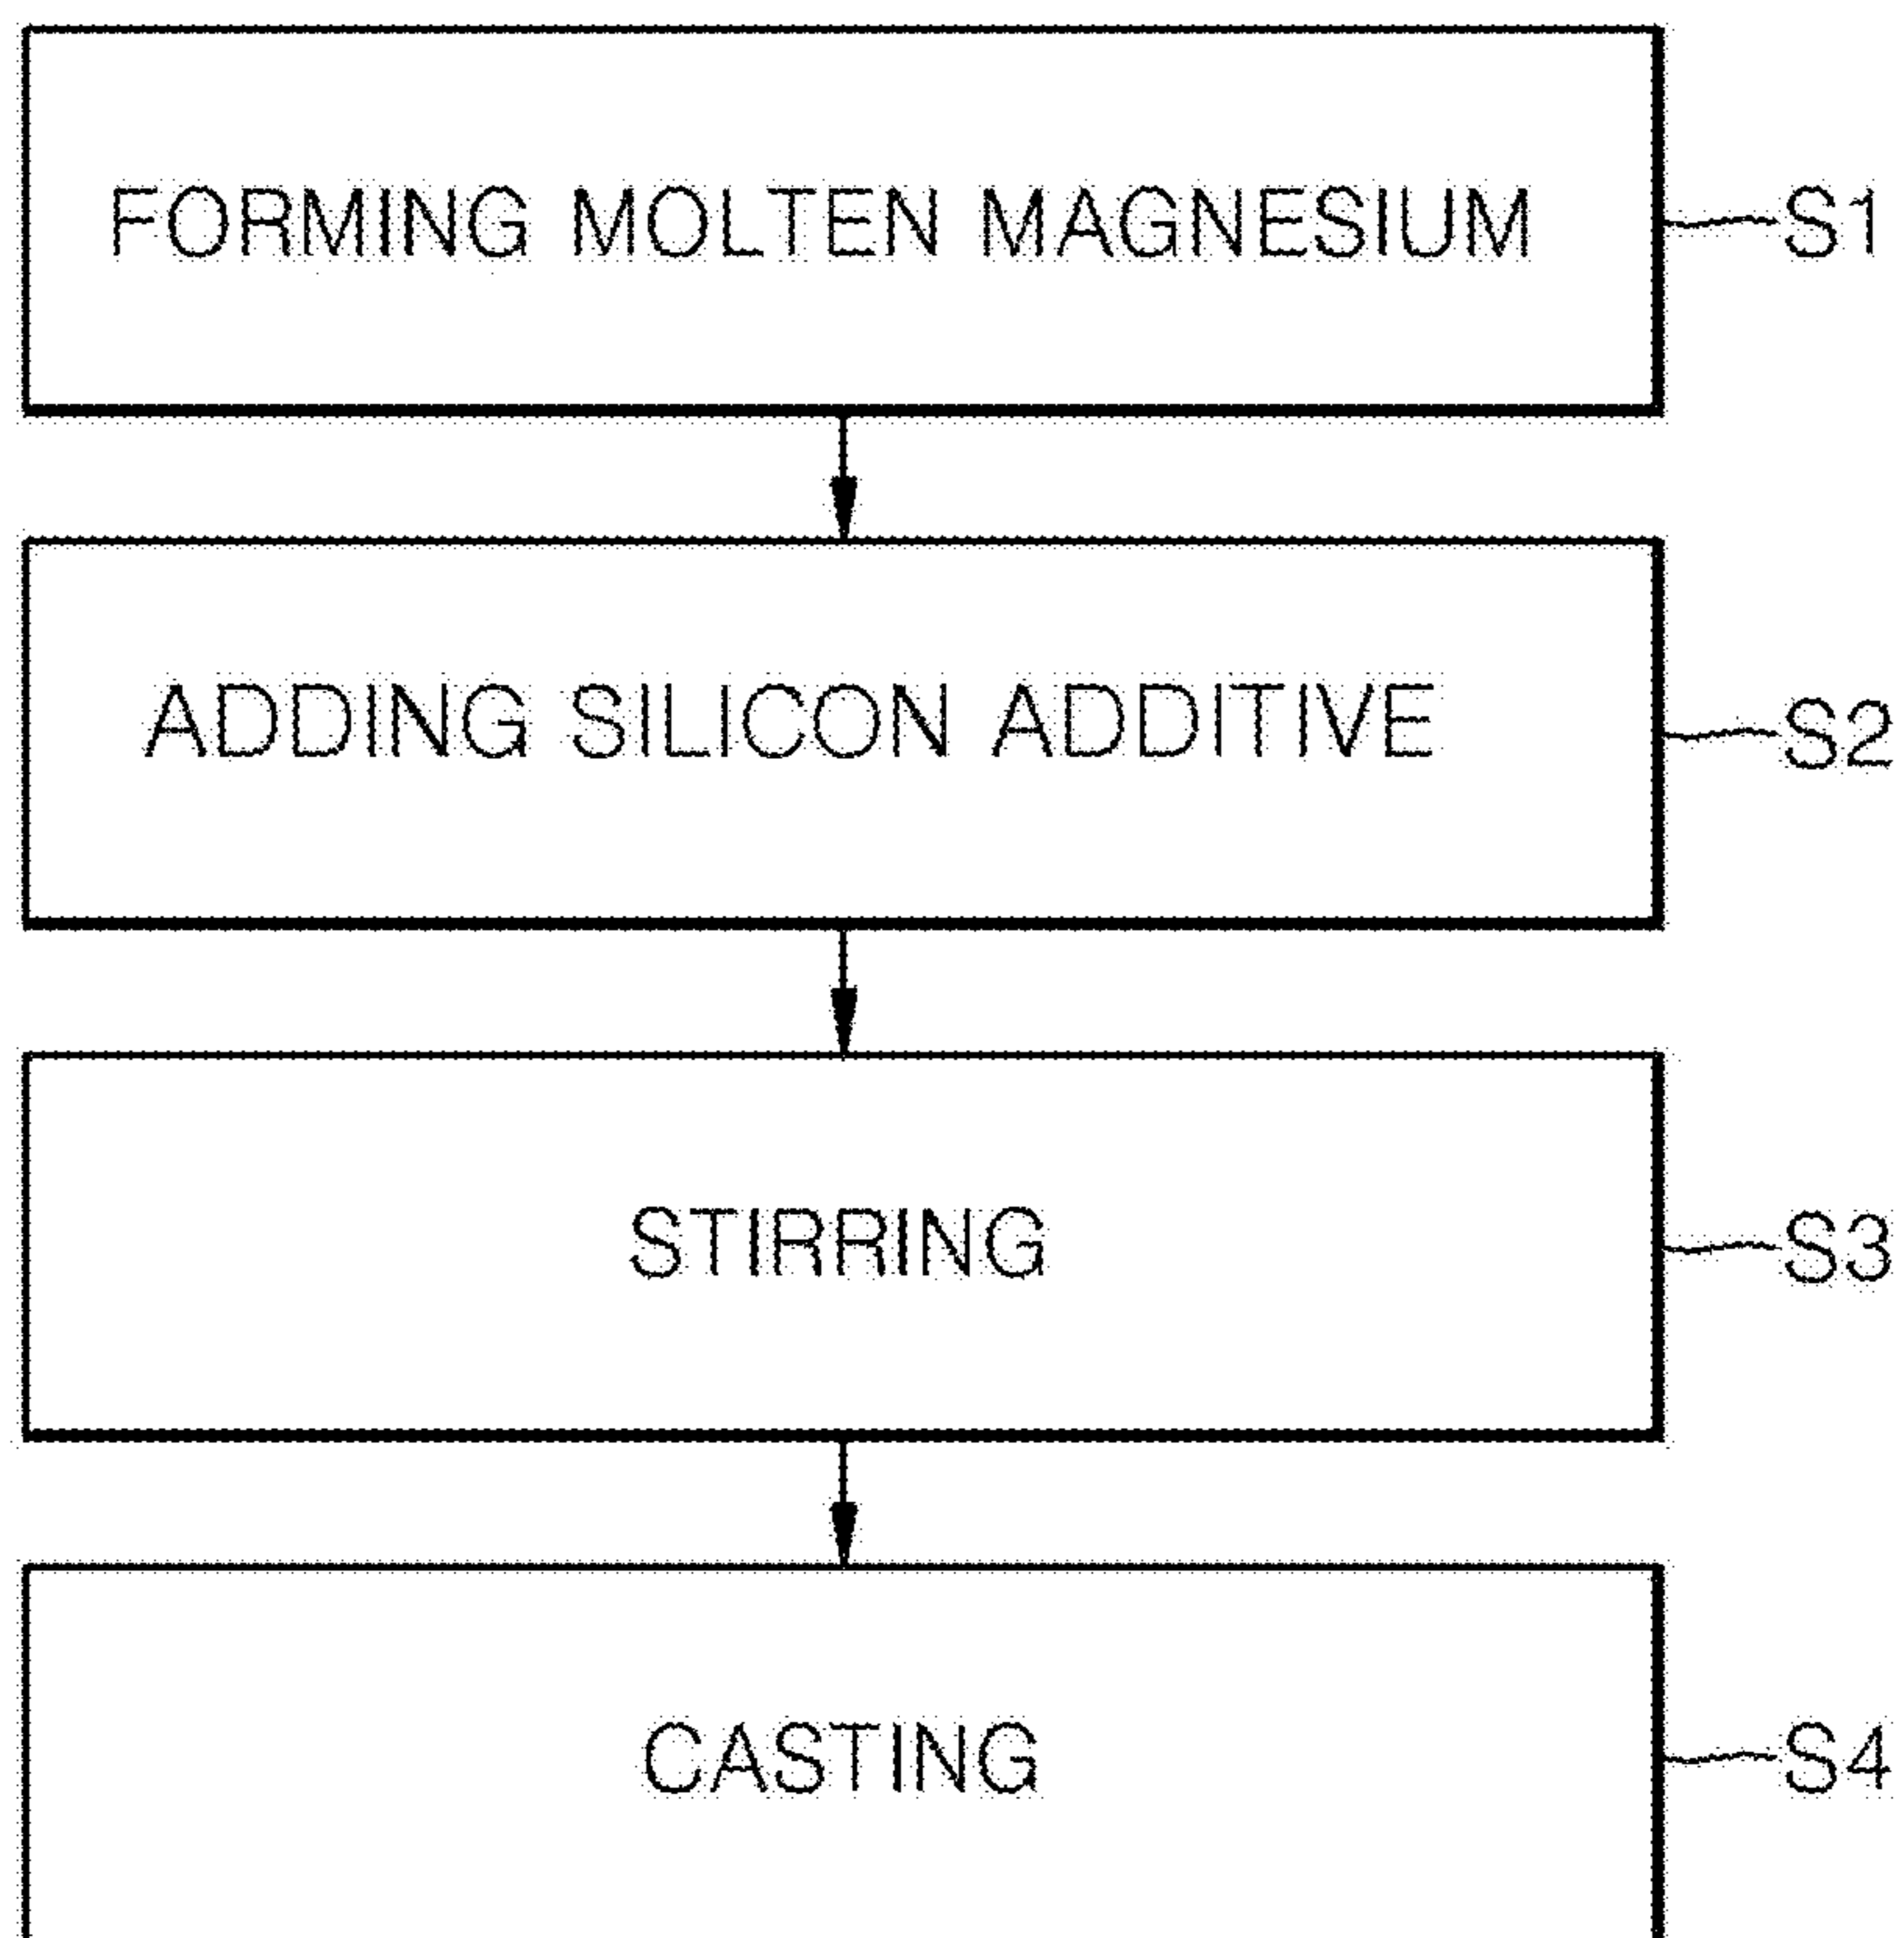 FORMING MOLTEN MAGNESIUM S1
ADDING SILICON ADDITIVE S2
STIRRING S3
CASTING S4